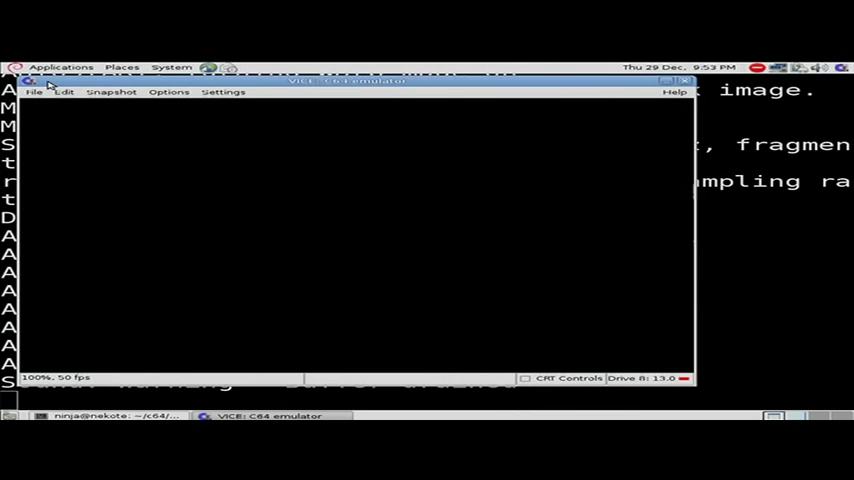 Applications Places System Thu 29 Dec, 9:53 PM
VICE: C64 emulator
File Edit Snapshot Options Settings Help
A k image.
M
M
S , fragmen
t
r mpling ra
t
D
A
A
A
A
A
A
A
A
100%, 50 fps CRT Controls Drive 8: 13.0
S
ninja@nekote: ~/c64/... VICE: C64 emulator